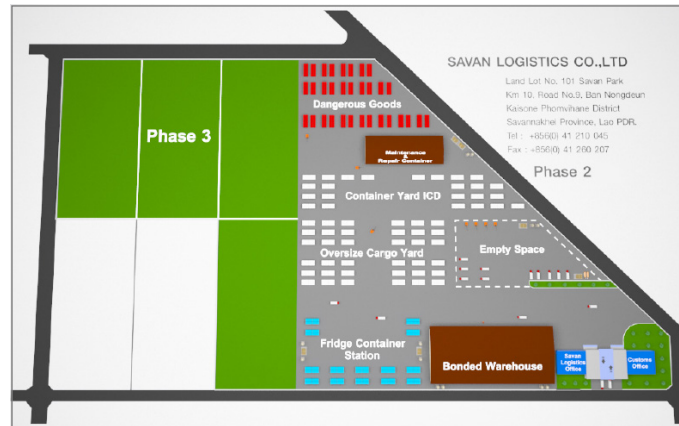 SAVAN LOGISTICS CO.,LTD
Land Lot No. 101 Savan Park
Km 10, Road No.9, Ban Nongdeun
Kaisone Phomvihane District
Savannakhet Province, Lao PDR.
Tel : +856(0) 41 210 045
Fax : +856(0) 41 260 207
Phase 2
Dangerous Goods
Phase 3
Maintenance
&
Repair Container
Container Yard ICD
Oversize Cargo Yard
Empty Space
Fridge Container
Station
Bonded Warehouse
Savan
Logistics
Office
Customs
Office